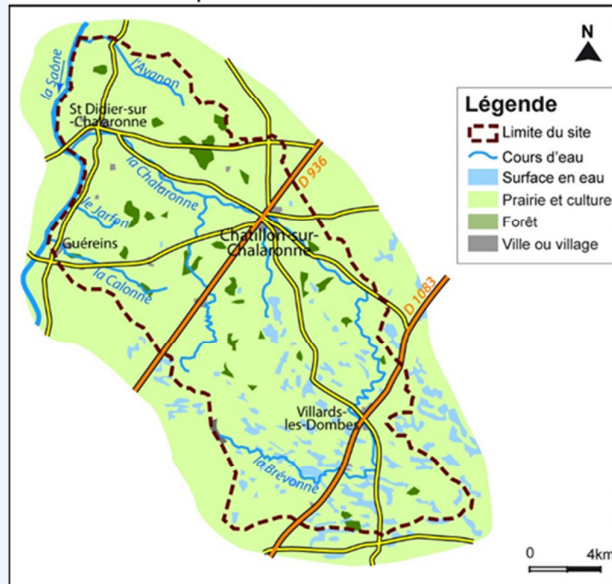 la Saône
l'Avanon
St Didier-sur
-Chalaronne
la Chalaronne
D 936
le Jarfon
Guéreins
Chatillon-sur-
Chalaronne
la Calonne
D 1083
Villards-
les-Dombes
la Brévonne
N
Légende
Limite du site
Cours d'eau
Surface en eau
Prairie et culture
Forêt
Ville ou village
0 4km